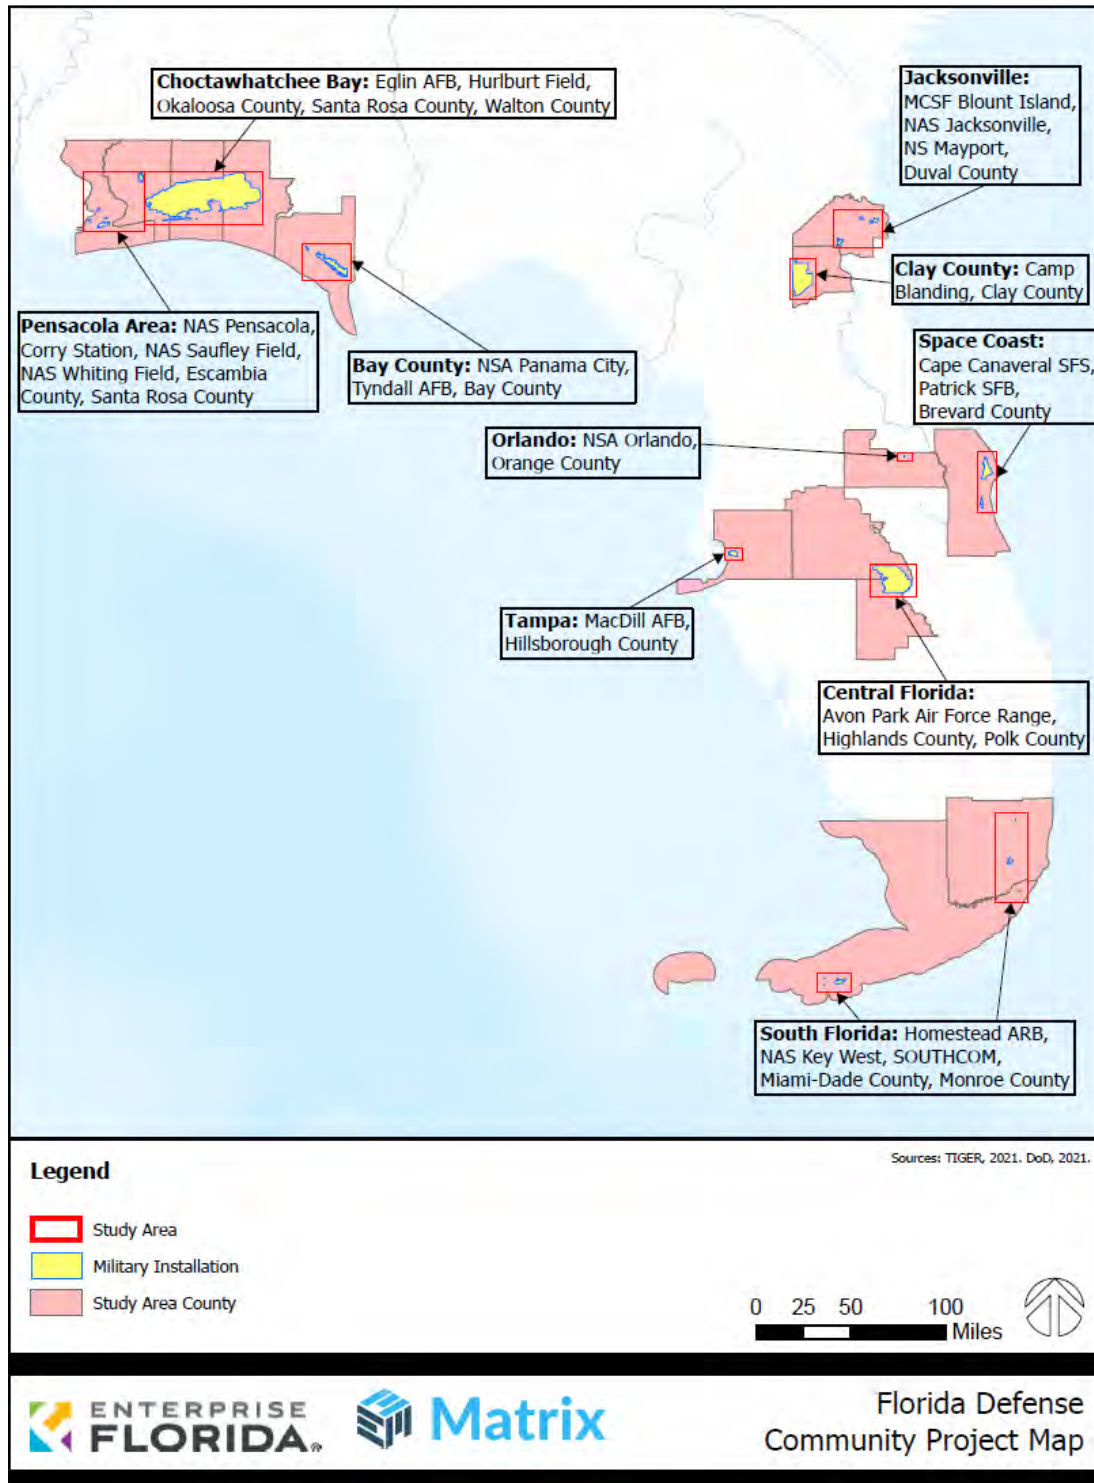 Choctawhatchee Bay: Eglin AFB, Hurlburt Field,
Okaloosa County, Santa Rosa County, Walton County
Jacksonville:
MCSF Blount Island,
NAS Jacksonville,
NS Mayport,
Duval County
Clay County: Camp
Blanding, Clay County
Pensacola Area: NAS Pensacola,
Corry Station, NAS Saufley Field,
NAS Whiting Field, Escambia
County, Santa Rosa County
Bay County: NSA Panama City,
Tyndall AFB, Bay County
Space Coast:
Cape Canaveral SFS,
Patrick SFB,
Brevard County
Orlando: NSA Orlando,
Orange County
Tampa: MacDill AFB,
Hillsborough County
Central Florida:
Avon Park Air Force Range,
Highlands County, Polk County
South Florida: Homestead ARB,
NAS Key West, SOUTHCOM,
Miami-Dade County, Monroe County
Sources: TIGER, 2021. DoD, 2021.
Legend
Study Area
Military Installation
Study Area County
0 25 50 100
Miles
ENTERPRISE
FLORIDA®
Matrix
Florida Defense
Community Project Map